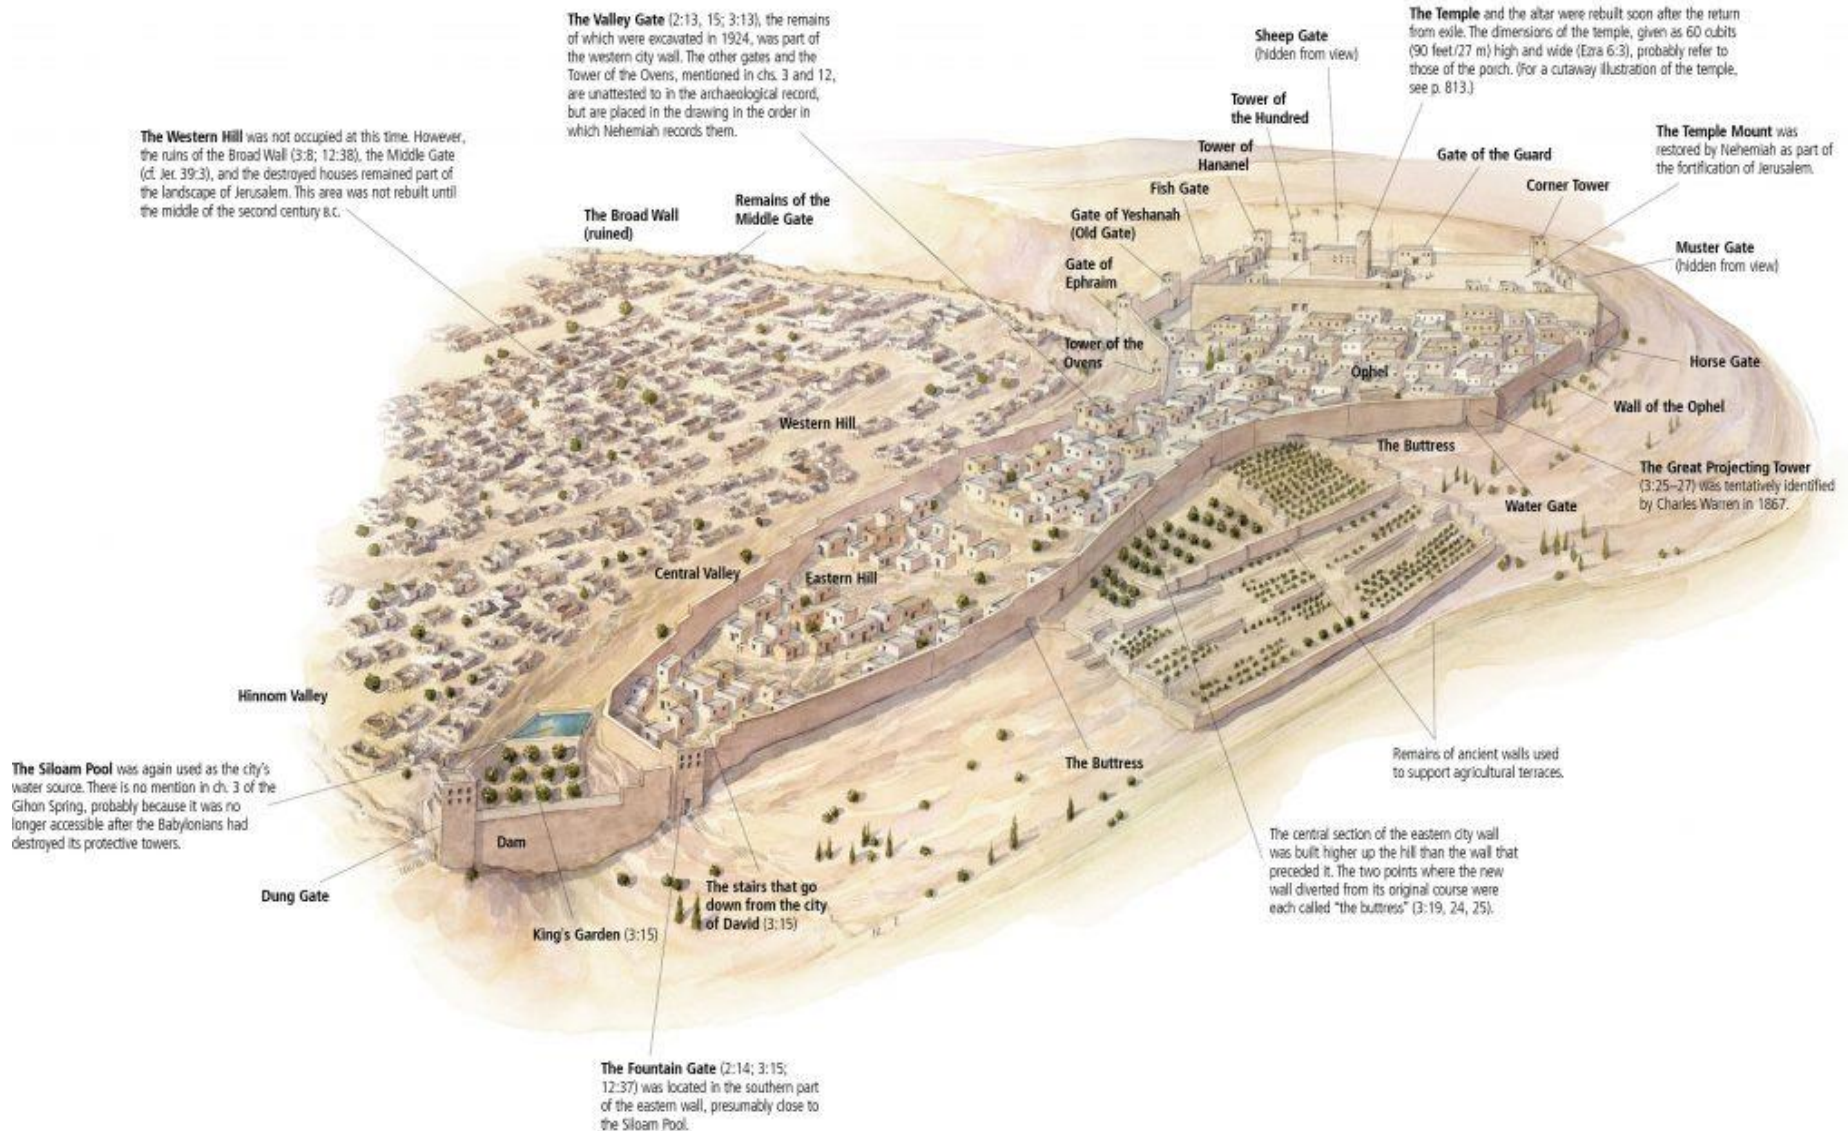 The Valley Gate (2:13, 15; 3:13), the remains
of which were excavated in 1924, was part of
the western city wall. The other gates and the
Tower of the Ovens, mentioned in chs. 3 and 12,
are unattested to in the archaeological record,
but are placed in the drawing in the order in
which Nehemiah records them.
Sheep Gate
(hidden from view)
The Temple and the altar were rebuilt soon after the return
from exile. The dimensions of the temple, given as 60 cubits
(90 feet/27 m) high and wide (Ezra 6:3), probably refer to
those of the porch. (For a cutaway illustration of the temple,
see p. 813.)
The Western Hill was not occupied at this time. However,
the ruins of the Broad Wall (3:8; 12:38), the Middle Gate
(cf. Jer. 39:3), and the destroyed houses remained part of
the landscape of Jerusalem. This area was not rebuilt until
the middle of the second century B.C.
Tower of
the Hundred
Tower of
Hananel
Gate of the Guard
The Temple Mount was
restored by Nehemiah as part of
the fortification of Jerusalem.
Corner Tower
Fish Gate
The Broad Wall
(ruined)
Remains of the
Middle Gate
Gate of Yeshanah
(Old Gate)
Muster Gate
(hidden from view)
Gate of
Ephraim
Tower of the
Ovens
Ophel
Horse Gate
Wall of the Ophel
Western Hill
The Buttress
The Great Projecting Tower
(3:25–27) was tentatively identified
by Charles Warren in 1867.
Water Gate
Central Valley
Eastern Hill
Hinnom Valley
The Siloam Pool was again used as the city's
water source. There is no mention in ch. 3 of the
Gihon Spring, probably because it was no
longer accessible after the Babylonians had
destroyed its protective towers.
The Buttress
Remains of ancient walls used
to support agricultural terraces.
Dam
The central section of the eastern city wall
was built higher up the hill than the wall that
preceded it. The two points where the new
wall diverted from its original course were
each called "the buttress" (3:19, 24, 25).
Dung Gate
The stairs that go
down from the city
of David (3:15)
King's Garden (3:15)
The Fountain Gate (2:14; 3:15;
12:37) was located in the southern part
of the eastern wall, presumably close to
the Siloam Pool.